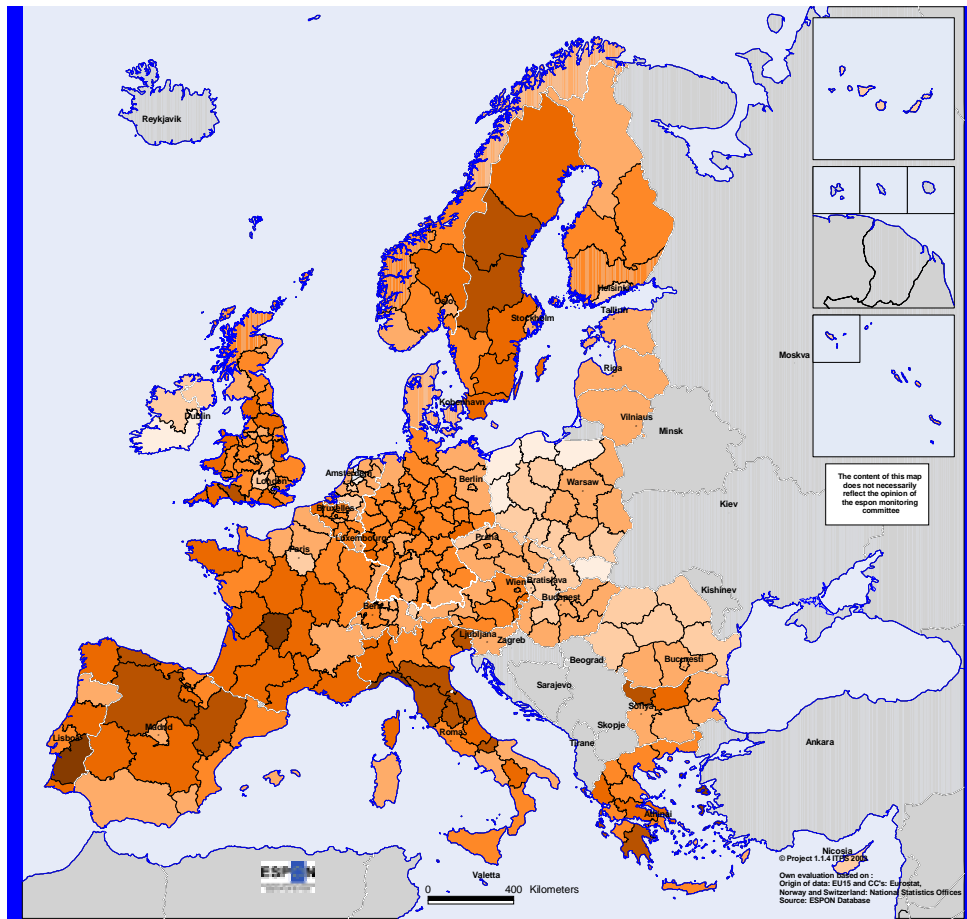 Reykjavik
Oslo
Helsinki
Tallinn
Stockholm
Moskva
Riga
København
Vilniaus
Minsk
Dublin
The content of this map
does not necessarily
reflect the opinion of
the espon monitoring
committee
Amsterdam
Berlin
Warsaw
London
Bruxelles
Kiev
Luxembourg
Praha
Paris
Kishinev
Wien
Bratislava
Budapest
Bern
Ljubljana
Zagreb
Beograd
Bucuresti
Sarajevo
Sofiya
Madrid
Lisboa
Roma
Skopje
Tirane
Ankara
Athinai
Nicosia
ESPON
Valetta
0 400 Kilometers
© Project 1.1.4 ITPS
Own evaluation based on :
Origin of data: EU15 and CC's: Eurostat,
Norway and Switzerland: National Statistics Offices
Source: ESPON Database